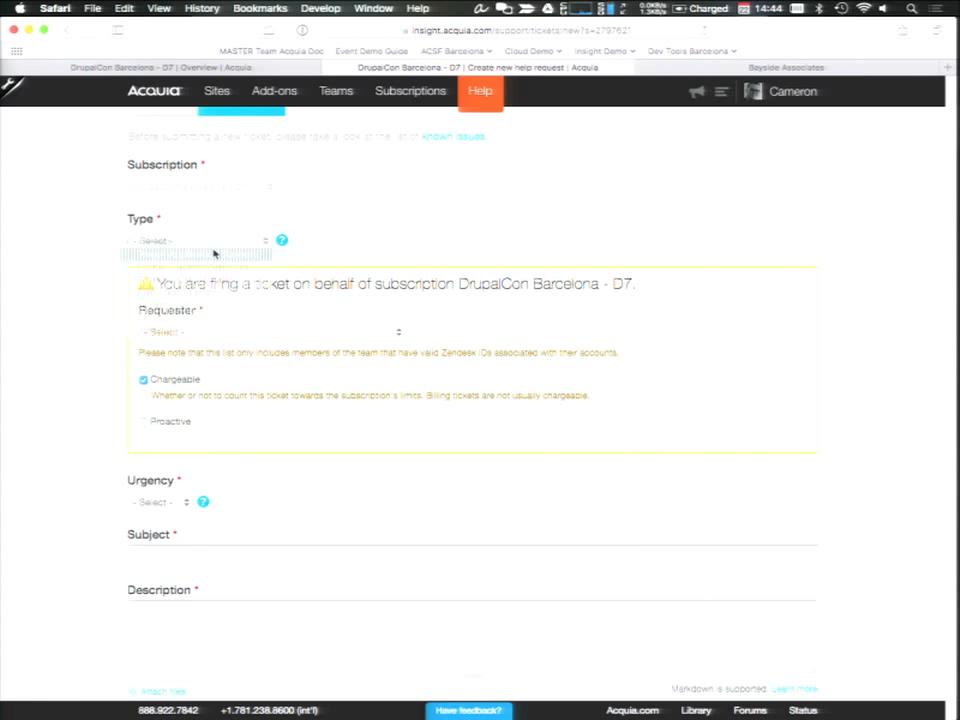 Safari File Edit View History Bookmarks Develop Window Help 0.0KB/s 1.3KB/s Charged 14:44
insight.acquia.com/support/tickets/new?s=2797621
MASTER Team Acquia Doc Event Demo Guide ACSF Barcelona Cloud Demo Insight Demo Dev Tools Barcelona
DrupalCon Barcelona - D7 | Overview | Acquia DrupalCon Barcelona - D7 | Create new help request | Acquia Bayside Associates
Acquia Sites Add-ons Teams Subscriptions Help Cameron
Before submitting a new ticket, please take a look at the list of known issues.
Subscription *
Type *
- Select - ?
You are filing a ticket on behalf of subscription DrupalCon Barcelona - D7.
Requester *
- Select -
Please note that this list only includes members of the team that have valid Zendesk IDs associated with their accounts.
Chargeable
Whether or not to count this ticket towards the subscription's limits. Billing tickets are not usually chargeable.
Proactive
Urgency *
- Select - ?
Subject *
Description *
Markdown is supported. Learn more
Attach files
888.922.7842 +1.781.238.8600 (int'l) Have feedback? Acquia.com Library Forums Status